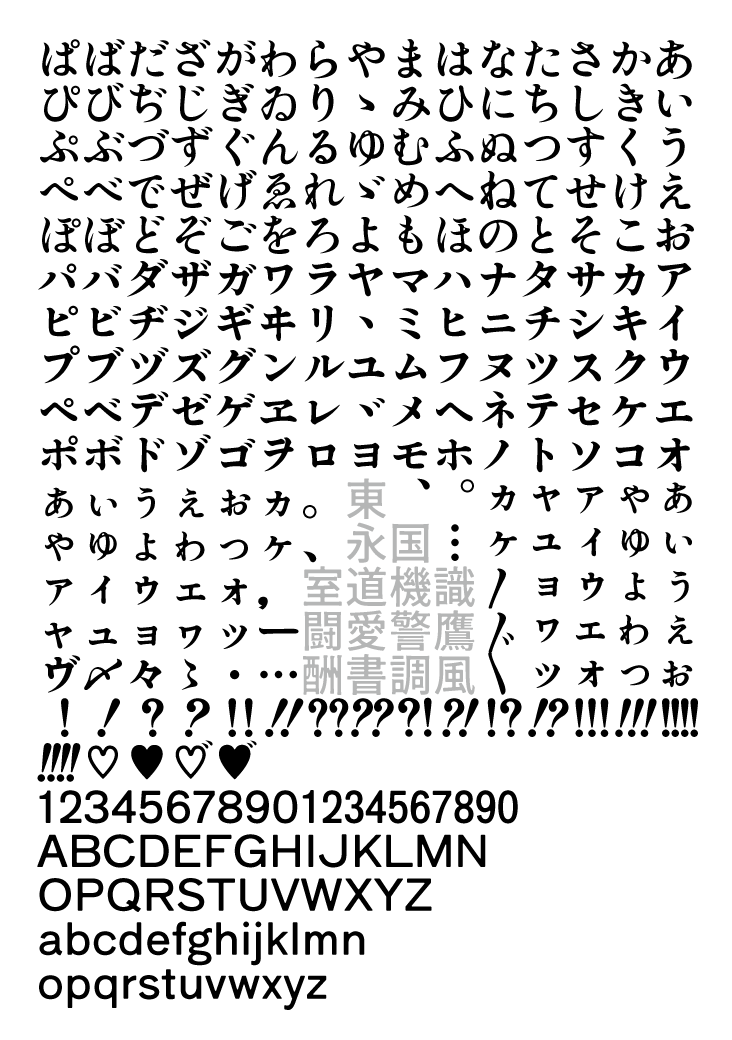 ぱばだざがわらやまはなたさかあ
ぴびぢじぎゐりゝみひにちしきい
ぷぶづずぐんるゆむふぬつすくう
ぺべでぜげゑれゞめへねてせけえ
ぽぼどぞごをろよもほのとそこお
パバダザガワラヤマハナタサカア
ピビヂジギヰリヽミヒニチシキイ
プブヅズグンルユムフヌツスクウ
ペベデゼゲヱレヾメヘネテセケエ
ポボドゾゴヲロヨモホノトソコオ
ぁぃぅぇぉヵ。東、。ヵャァゃぁ
ゃゅょゎっヶ、永国…ヶュィゅぃ
ァィゥェォ，室道機識〳ョゥょぅ
ャュョヮッー闘愛警鷹゛ヮェゎぇ
ヴ〆々〻・…酬書調風〵ッォっぉ
!!??!!!!????????!?!!?!?!!!!!!!!!!
!!!!♡♥♡゛♥゛
12345678901234567890
ABCDEFGHIJKLMN
OPQRSTUVWXYZ
abcdefghijklmn
opqrstuvwxyz